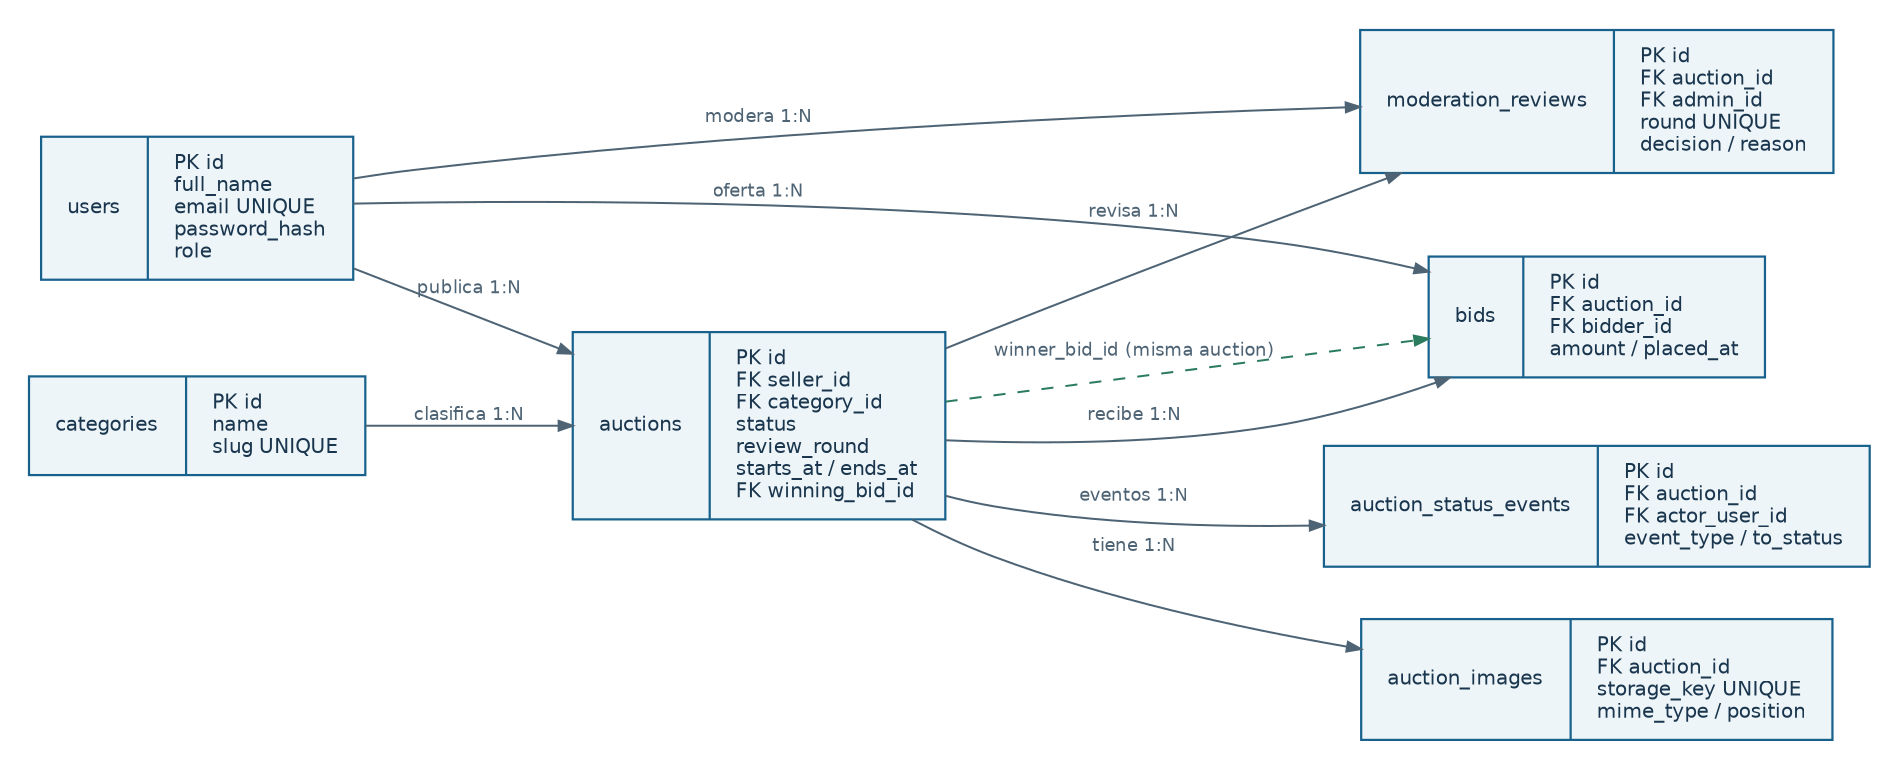 users
PK id
full_name
email UNIQUE
password_hash
role
categories
PK id
name
slug UNIQUE
modera 1:N
oferta 1:N
publica 1:N
clasifica 1:N
auctions
PK id
FK seller_id
FK category_id
status
review_round
starts_at / ends_at
FK winning_bid_id
revisa 1:N
winner_bid_id (misma auction)
recibe 1:N
eventos 1:N
tiene 1:N
moderation_reviews
PK id
FK auction_id
FK admin_id
round UNIQUE
decision / reason
bids
PK id
FK auction_id
FK bidder_id
amount / placed_at
auction_status_events
PK id
FK auction_id
FK actor_user_id
event_type / to_status
auction_images
PK id
FK auction_id
storage_key UNIQUE
mime_type / position